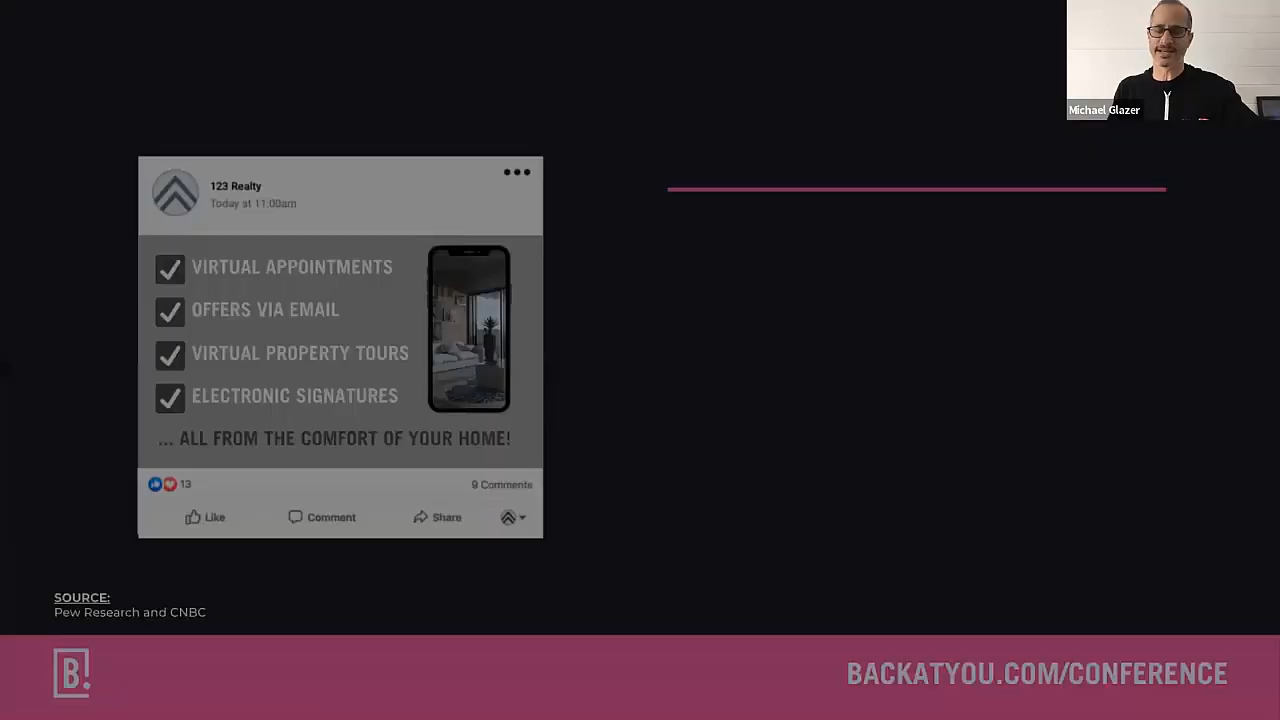 Michael Glazer
123 Realty
Today at 11:00am
VIRTUAL APPOINTMENTS
OFFERS VIA EMAIL
VIRTUAL PROPERTY TOURS
ELECTRONIC SIGNATURES
... ALL FROM THE COMFORT OF YOUR HOME!
13
9 Comments
Like
Comment
Share
SOURCE:
Pew Research and CNBC
B!
BACKATYOU.COM/CONFERENCE